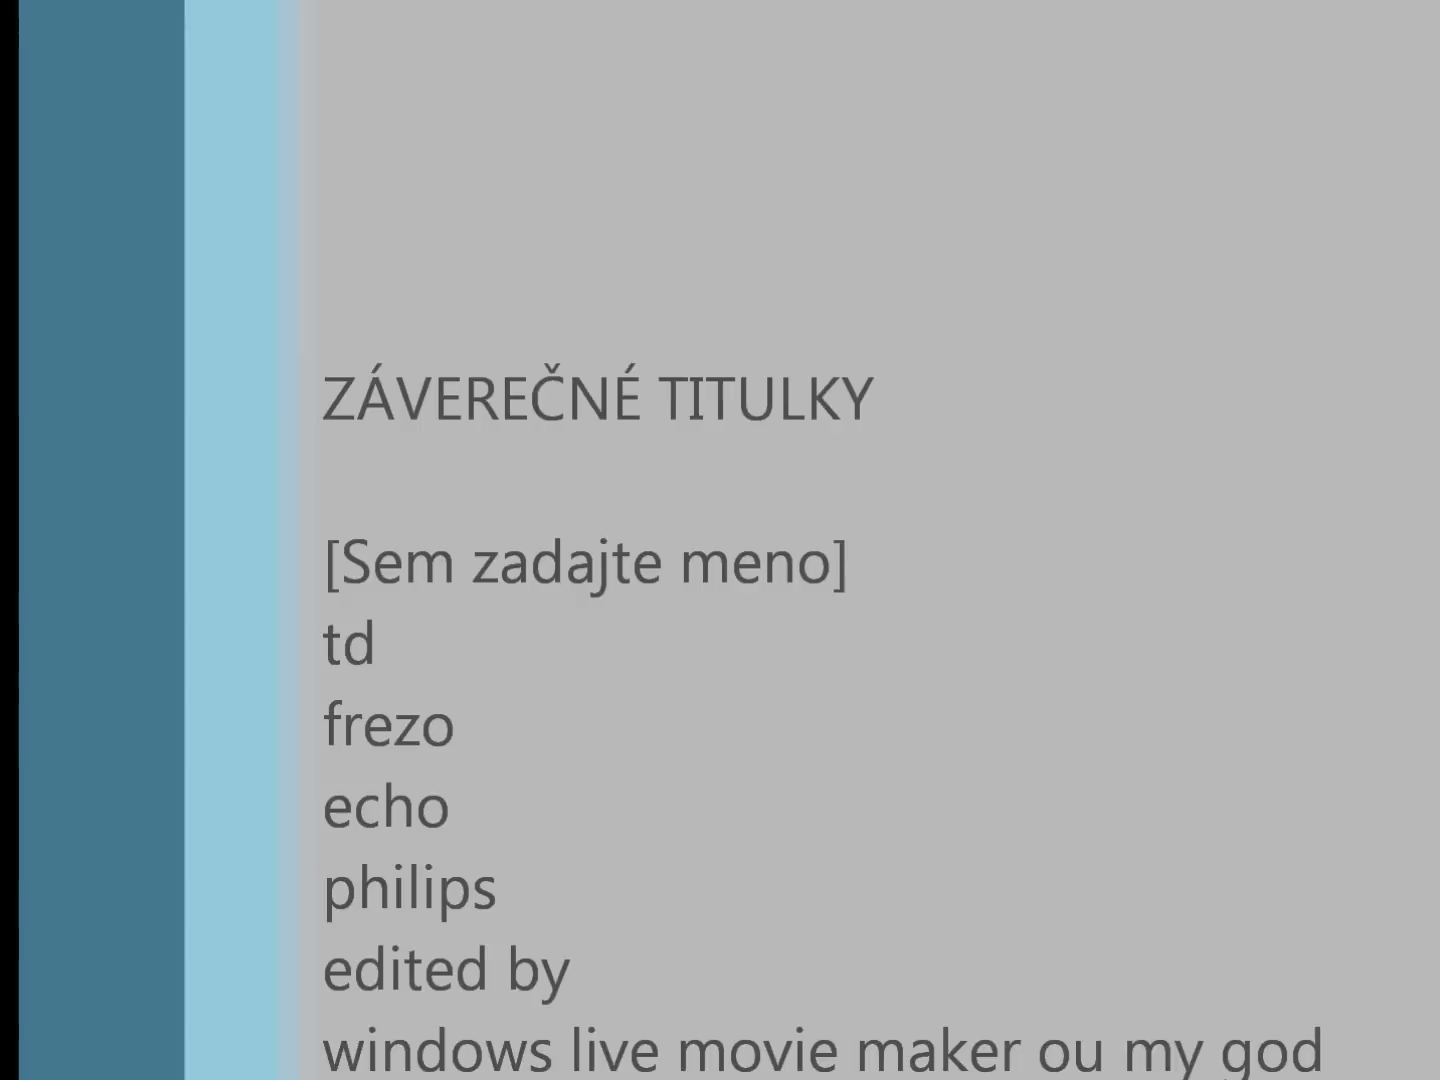 ZÁVEREČNÉ TITULKY
[Sem zadajte meno]
td
frezo
echo
philips
edited by
windows live movie maker ou my god